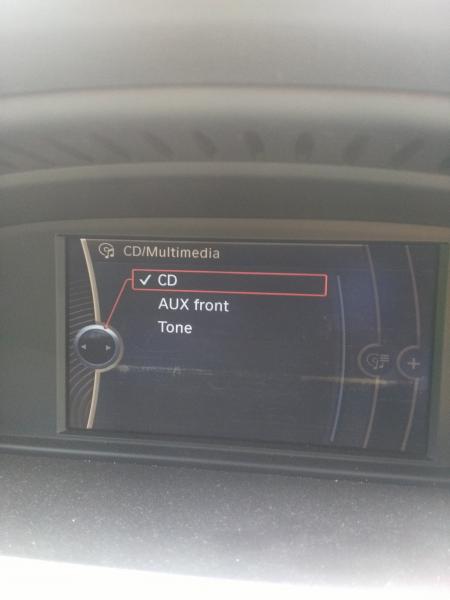 CD/Multimedia
CD
AUX front
Tone